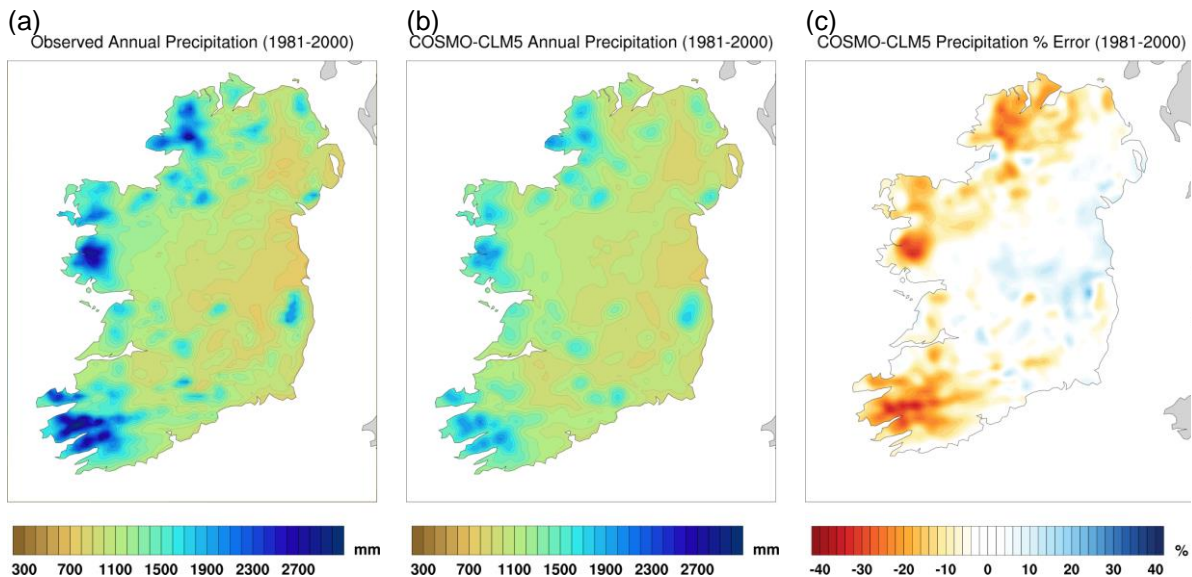 (a)
Observed Annual Precipitation (1981-2000)
300 700 1100 1500 1900 2300 2700 mm
(b)
COSMO-CLM5 Annual Precipitation (1981-2000)
300 700 1100 1500 1900 2300 2700 mm
(c)
COSMO-CLM5 Precipitation % Error (1981-2000)
-40 -30 -20 -10 0 10 20 30 40 %